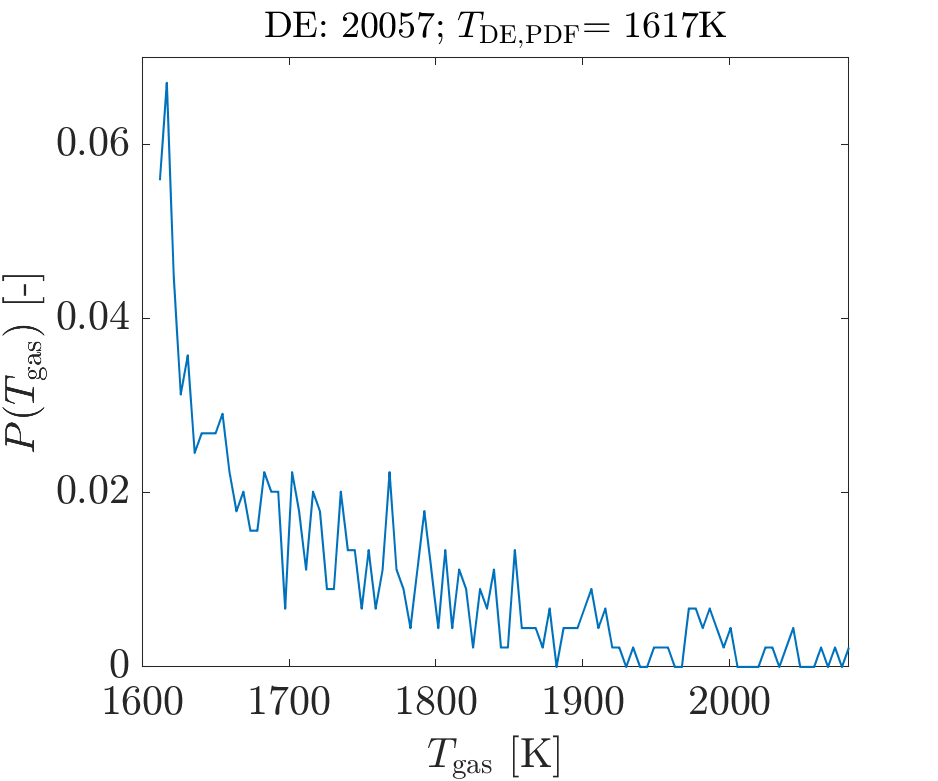 DE: 20057; T_DE,PDF= 1617K
P(T_gas) [-]
0.06
0.04
0.02
0
1600 1700 1800 1900 2000
T_gas [K]